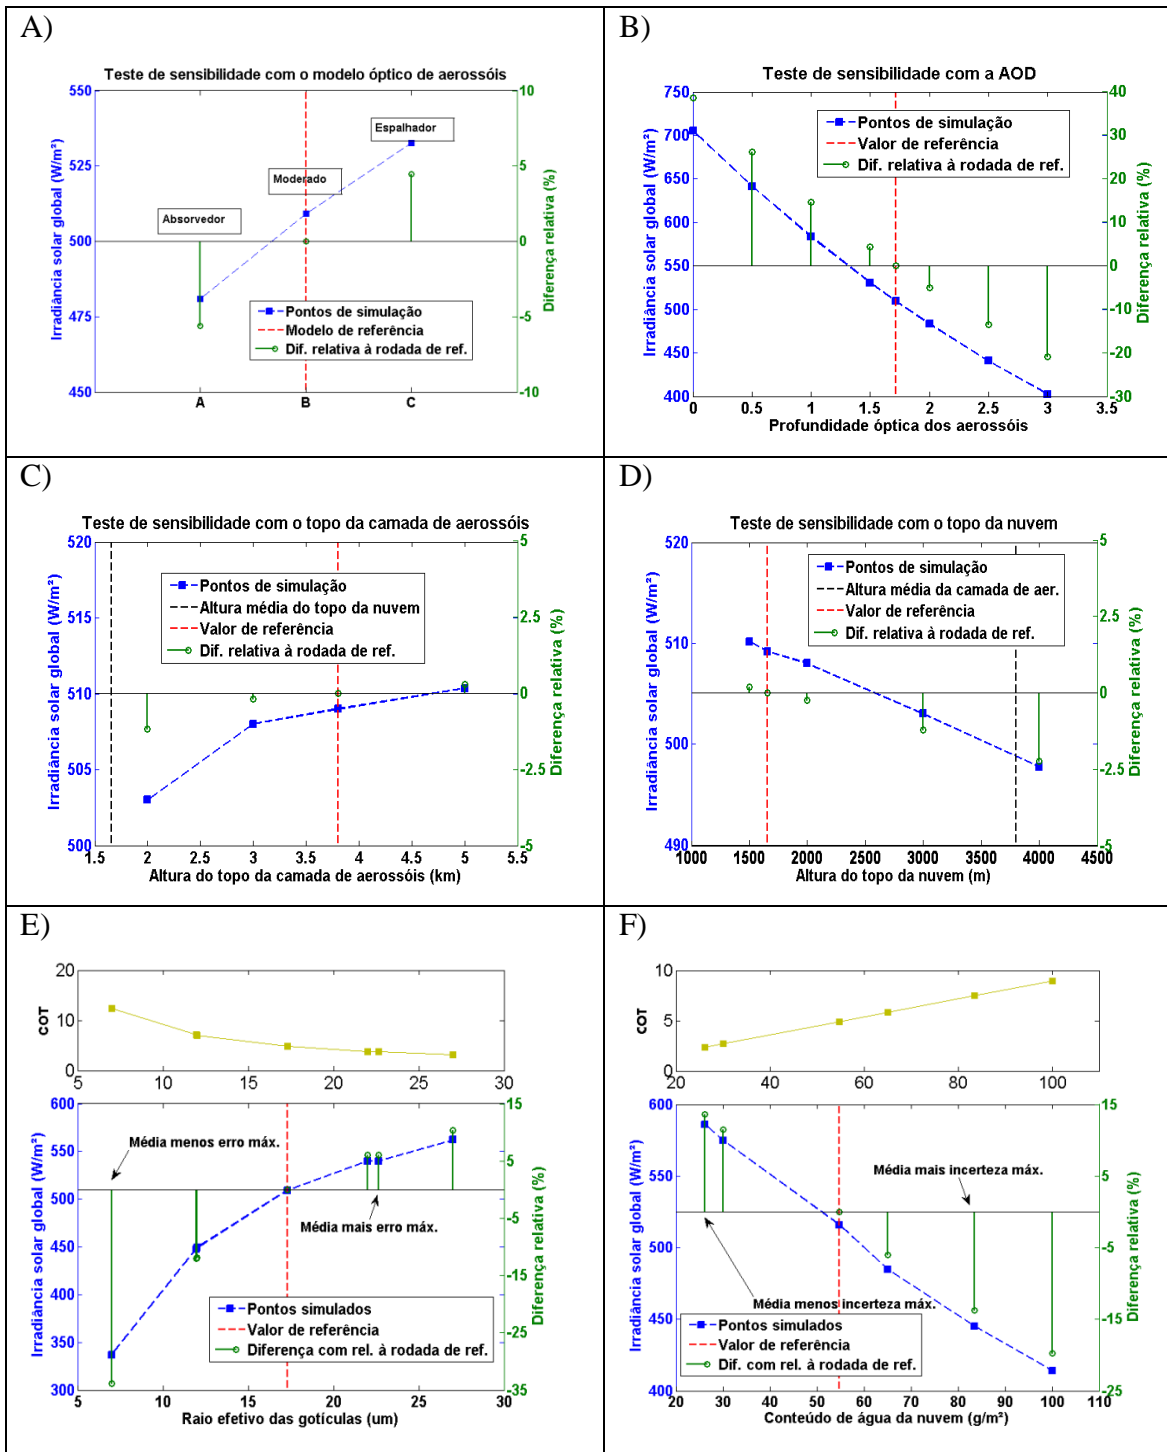 A)
Teste de sensibilidade com o modelo óptico de aerossóis
Irradiância solar global (W/m²)
550
525
500
475
450
10
5
0
-5
-10
Diferença relativa (%)
Absorvedor
Moderado
Espalhador
Pontos de simulação
Modelo de referência
Dif. relativa à rodada de ref.
A B C
B)
Teste de sensibilidade com a AOD
Irradiância solar global (W/m²)
750
700
650
600
550
500
450
400
40
30
20
10
0
-10
-20
-30
Diferença relativa (%)
Pontos de simulação
Valor de referência
Dif. relativa à rodada de ref.
0 0.5 1 1.5 2 2.5 3 3.5
Profundidade óptica dos aerossóis
C)
Teste de sensibilidade com o topo da camada de aerossóis
Irradiância solar global (W/m²)
520
515
510
505
500
5
2.5
0
-2.5
-5
Diferença relativa (%)
Pontos de simulação
Altura média do topo da nuvem
Valor de referência
Dif. relativa à rodada de ref.
1.5 2 2.5 3 3.5 4 4.5 5 5.5
Altura do topo da camada de aerossóis (km)
D)
Teste de sensibilidade com o topo da nuvem
Irradiância solar global (W/m²)
520
510
500
490
5
2.5
0
-2.5
-5
Diferença relativa (%)
Pontos de simulação
Altura média da camada de aer.
Valor de referência
Dif. relativa à rodada de ref.
1000 1500 2000 3000 4000 4500
Altura do topo da nuvem (m)
E)
COT
20
10
0
5 10 15 20 25 30
Irradiância solar global (W/m²)
600
550
500
450
400
350
300
15
5
-5
-15
-25
-35
Diferença relativa (%)
Média menos erro máx.
Média mais erro máx.
Pontos simulados
Valor de referência
Diferença com rel. à rodada de ref.
5 10 15 20 25 30
Raio efetivo das gotículas (um)
F)
COT
10
5
0
20 40 60 80 100
Irradiância solar global (W/m²)
600
550
500
450
400
15
5
-5
-15
-25
Diferença relativa (%)
Média mais incerteza máx.
Média menos incerteza máx.
Pontos simulados
Valor de referência
Dif. com rel. à rodada de ref.
20 30 40 50 60 70 80 90 100
Conteúdo de água da nuvem (g/m²)